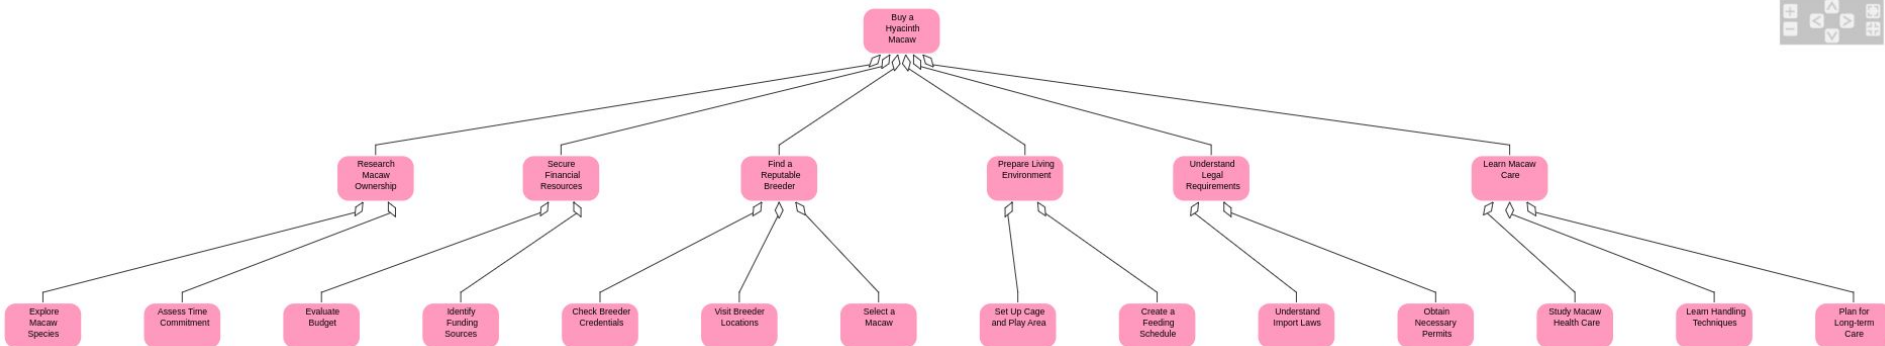 Buy a
Hyacinth
Macaw
Research
Macaw
Ownership
Secure
Financial
Resources
Find a
Reputable
Breeder
Prepare Living
Environment
Understand
Legal
Requirements
Learn Macaw
Care
Explore
Macaw
Species
Assess Time
Commitment
Evaluate
Budget
Identify
Funding
Sources
Check Breeder
Credentials
Visit Breeder
Locations
Select a
Macaw
Set Up Cage
and Play Area
Create a
Feeding
Schedule
Understand
Import Laws
Obtain
Necessary
Permits
Study Macaw
Health Care
Learn Handling
Techniques
Plan for
Long-term
Care